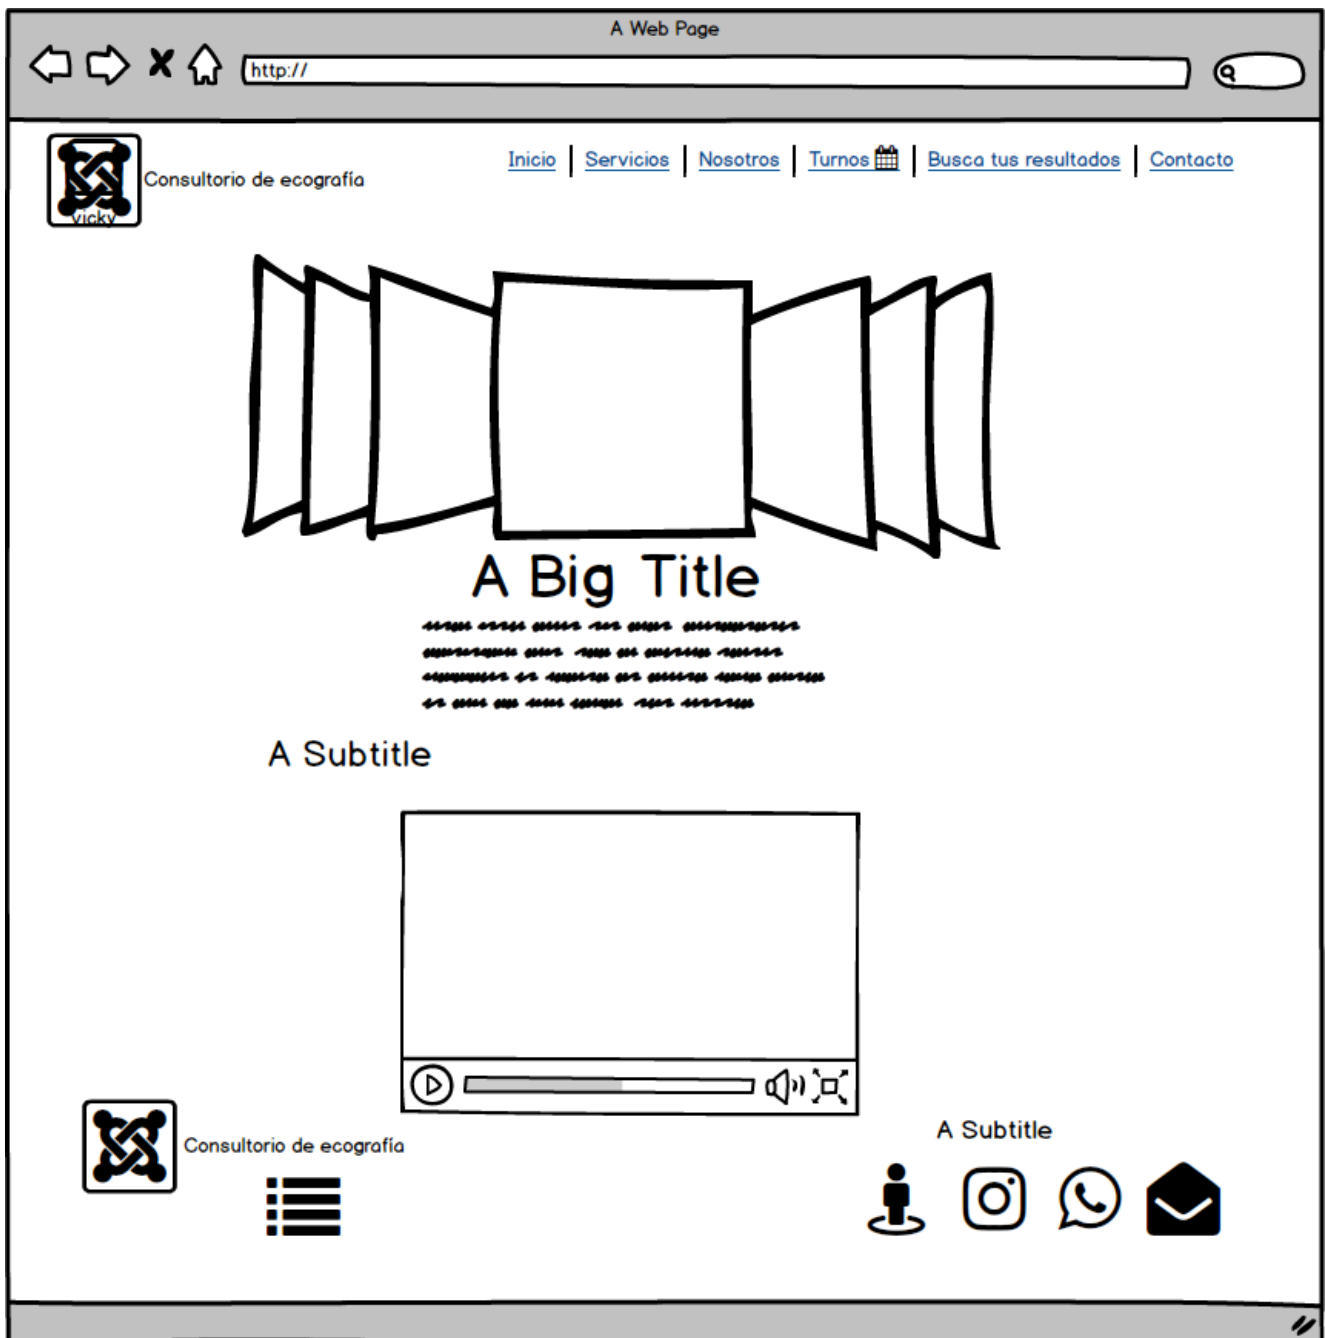 A Web Page
http://
Inicio Servicios Nosotros Turnos Busca tus resultados Contacto
Consultorio de ecografía
vicky
A Big Title
A Subtitle
Consultorio de ecografía
A Subtitle